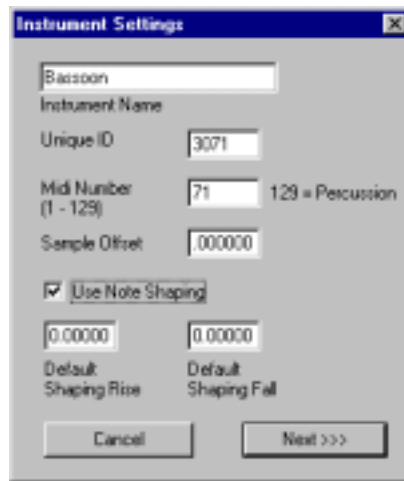 Instrument Settings
Bassoon
Instrument Name
Unique ID 3071
Midi Number 71 129 = Percussion
(1 - 129)
Sample Offset .000000
Use Note Shaping
0.00000 0.00000
Default Default
Shaping Rise Shaping Fall
Cancel Next >>>